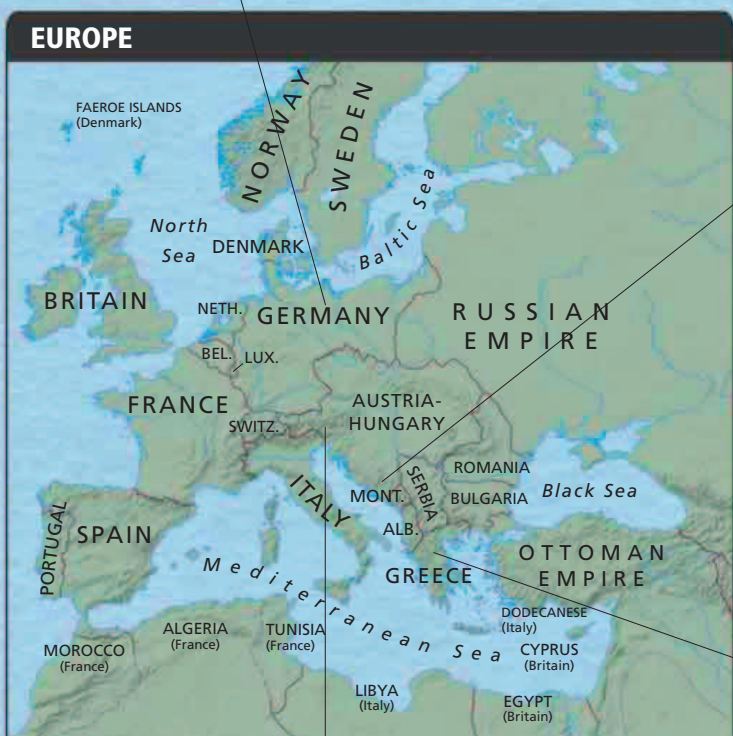 EUROPE
FAEROE ISLANDS
(Denmark)
NORWAY
SWEDEN
North
Sea
DENMARK
Baltic Sea
BRITAIN
NETH.
GERMANY
RUSSIAN
EMPIRE
BEL.
LUX.
FRANCE
AUSTRIA-
HUNGARY
SWITZ.
ITALY
MONT.
SERBIA
ROMANIA
BULGARIA
Black Sea
PORTUGAL
SPAIN
ALB.
GREECE
OTTOMAN
EMPIRE
Mediterranean Sea
DODECANESE
(Italy)
CYPRUS
(Britain)
MOROCCO
(France)
ALGERIA
(France)
TUNISIA
(France)
LIBYA
(Italy)
EGYPT
(Britain)